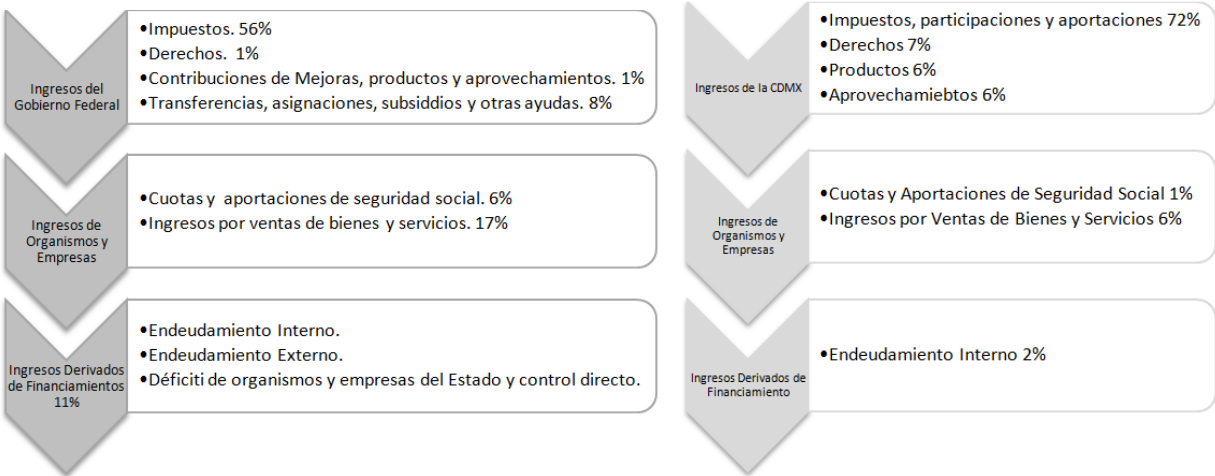 Ingresos del
Gobierno Federal
•Impuestos. 56%
•Derechos. 1%
•Contribuciones de Mejoras, productos y aprovechamientos. 1%
•Transferencias, asignaciones, subsiddios y otras ayudas. 8%
Ingresos de
Organismos y
Empresas
•Cuotas y aportaciones de seguridad social. 6%
•Ingresos por ventas de bienes y servicios. 17%
Ingresos Derivados
de Financiamientos
11%
•Endeudamiento Interno.
•Endeudamiento Externo.
•Déficiti de organismos y empresas del Estado y control directo.
Ingresos de la CDMX
•Impuestos, participaciones y aportaciones 72%
•Derechos 7%
•Productos 6%
•Aprovechamiebtos 6%
Ingresos de
Organismos y
Empresas
•Cuotas y Aportaciones de Seguridad Social 1%
•Ingresos por Ventas de Bienes y Servicios 6%
Ingresos Derivados de
Financiamiento
•Endeudamiento Interno 2%